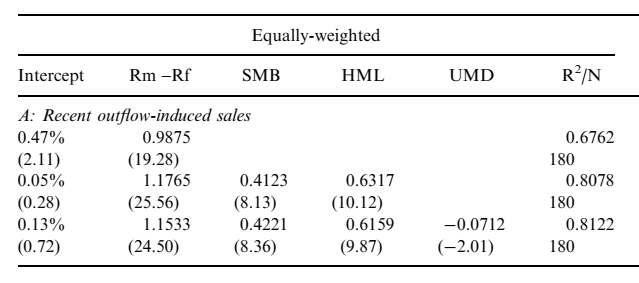 Equally-weighted
Intercept Rm −Rf SMB HML UMD R²/N
A: Recent outflow-induced sales
0.47% 0.9875 0.6762
(2.11) (19.28) 180
0.05% 1.1765 0.4123 0.6317 0.8078
(0.28) (25.56) (8.13) (10.12) 180
0.13% 1.1533 0.4221 0.6159 −0.0712 0.8122
(0.72) (24.50) (8.36) (9.87) (−2.01) 180